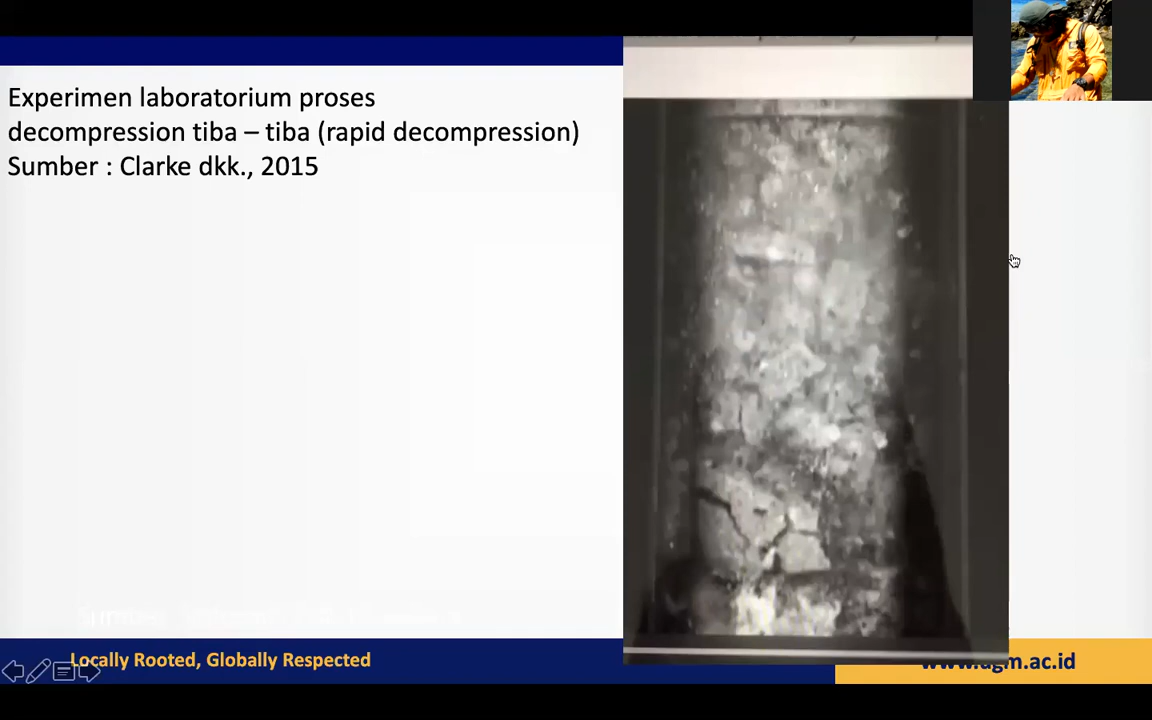 Experimen laboratorium proses
decompression tiba – tiba (rapid decompression)
Sumber : Clarke dkk., 2015
Locally Rooted, Globally Respected
www.ugm.ac.id